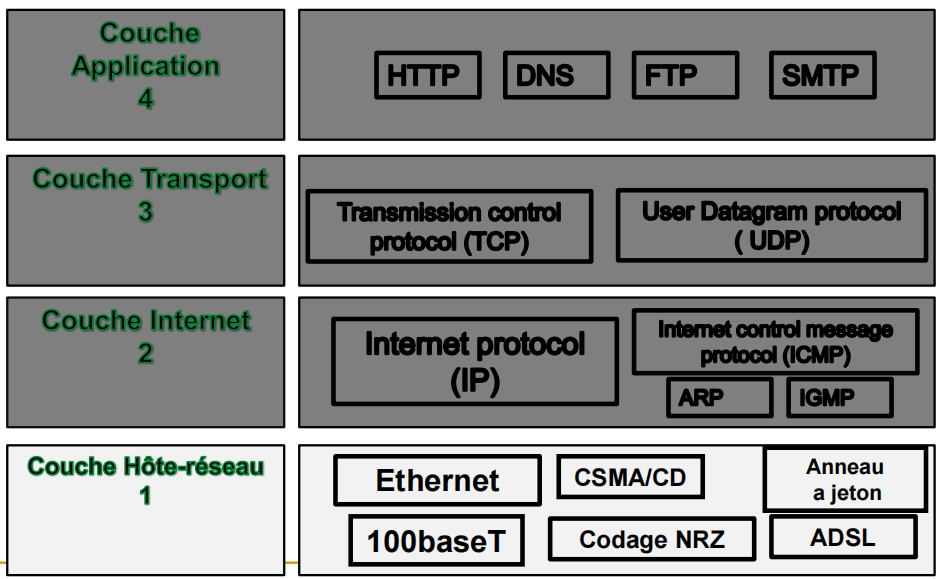 Couche
Application
4
HTTP
DNS
FTP
SMTP
Couche Transport
3
Transmission control
protocol (TCP)
User Datagram protocol
( UDP)
Couche Internet
2
Internet protocol
(IP)
Internet control message
protocol (ICMP)
ARP
IGMP
Couche Hôte-réseau
1
Ethernet
CSMA/CD
Anneau
a jeton
100baseT
Codage NRZ
ADSL